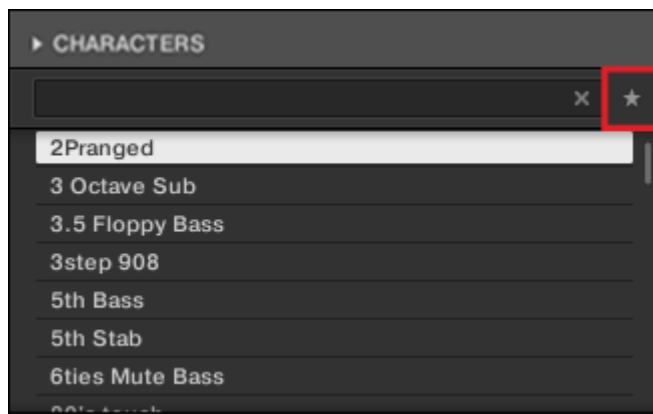 CHARACTERS
2Pranged
3 Octave Sub
3.5 Floppy Bass
3step 908
5th Bass
5th Stab
6ties Mute Bass